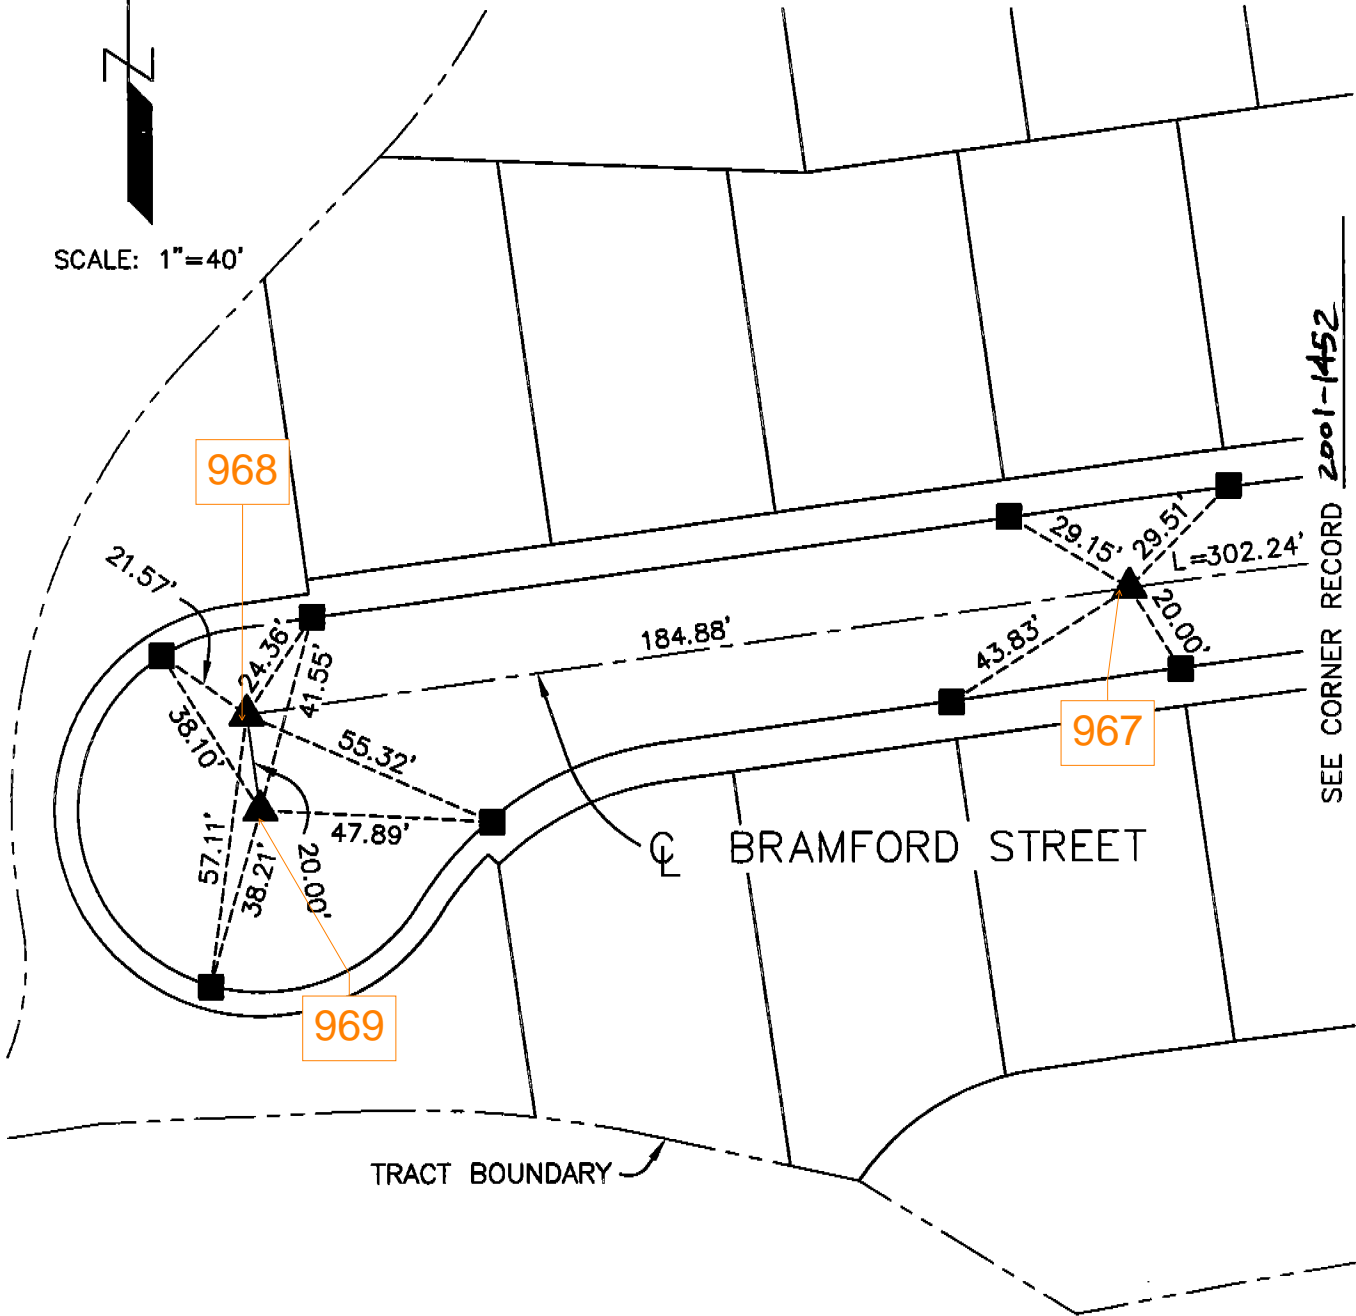 Z
SCALE: 1"=40'
968
21.57'
24.36'
41.55'
38.10'
55.32'
57.11'
38.21'
20.00'
47.89'
969
184.88'
29.15'
29.51'
L=302.24'
43.83'
20.00'
967
℄ BRAMFORD STREET
SEE CORNER RECORD 2001-1452
TRACT BOUNDARY